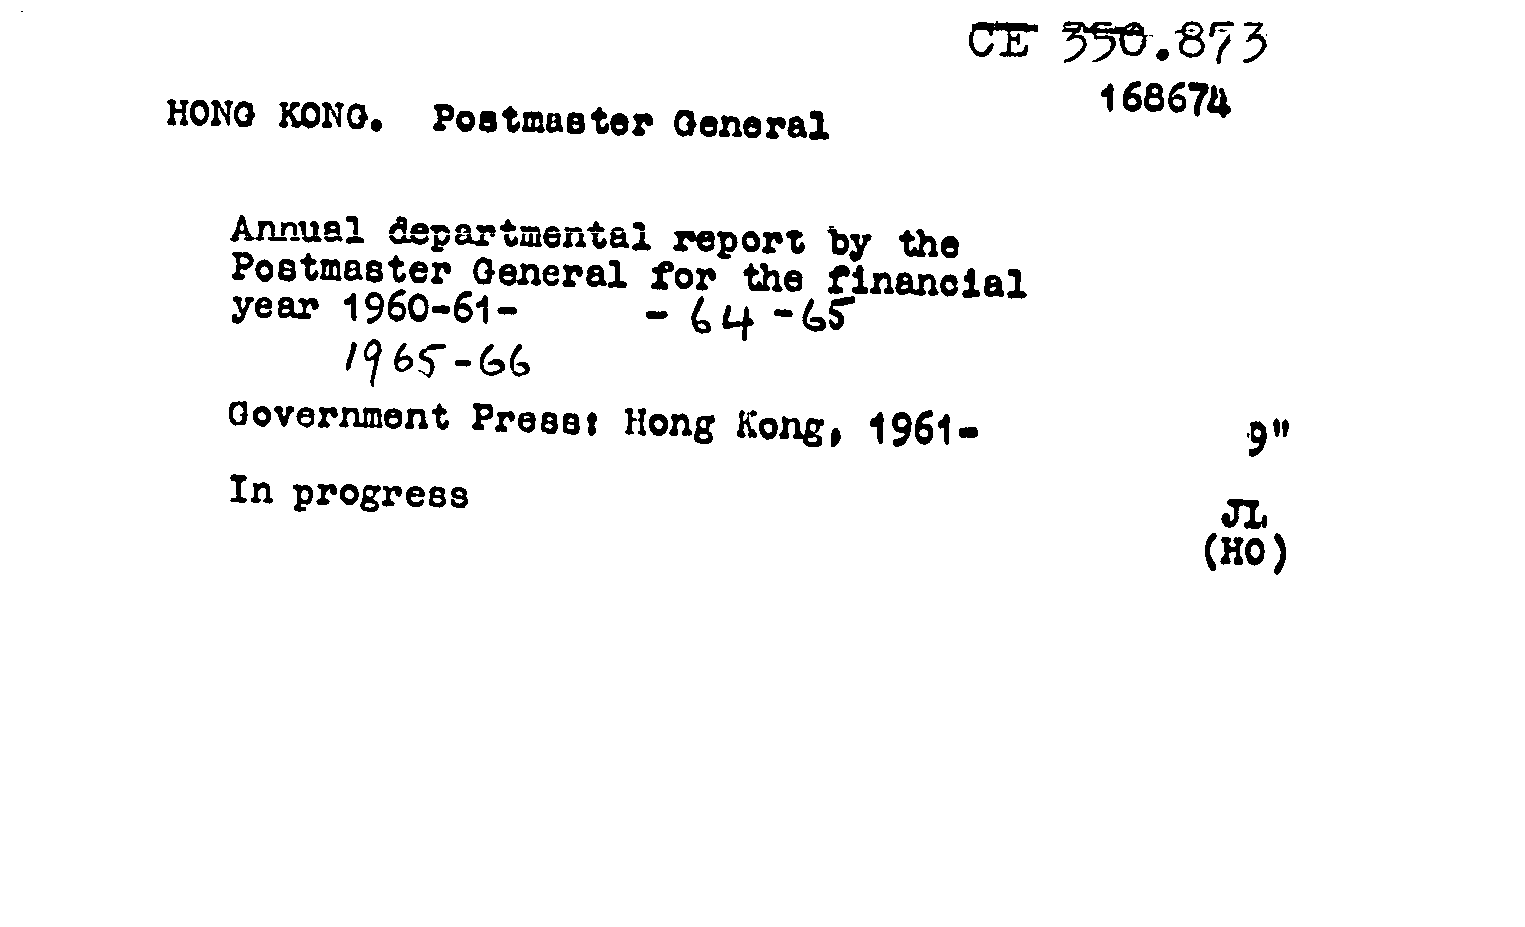 CE 350.873
168674
HONG KONG. Postmaster General
Annual departmental report by the
Postmaster General for the financial
year 1960-61- - 64 - 65
1965-66
Government Press: Hong Kong, 1961- 9"
In progress
JL
(HO)